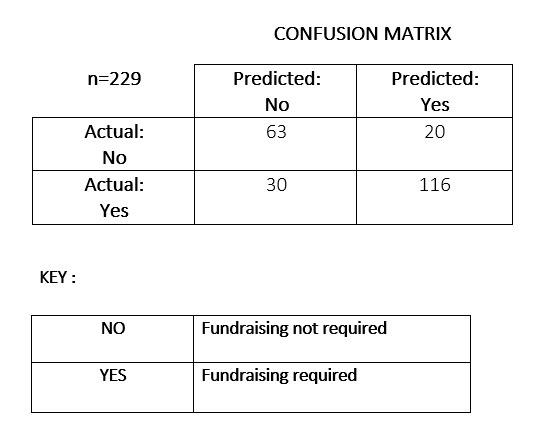 CONFUSION MATRIX
n=229
Predicted:
No
Predicted:
Yes
Actual:
No
63
20
Actual:
Yes
30
116
KEY :
NO
Fundraising not required
YES
Fundraising required